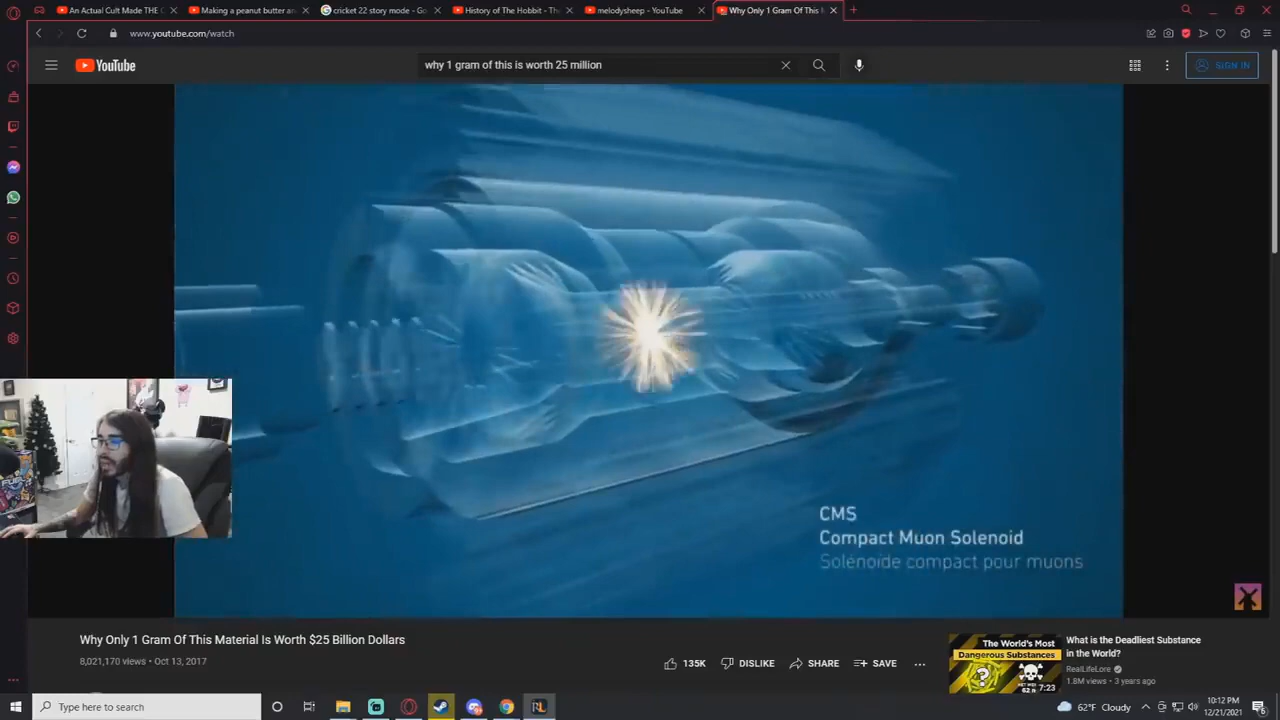 An Actual Cult Made THE
Making a peanut butter an
cricket 22 story mode - Go
History of The Hobbit - The
melodysheep - YouTube
Why Only 1 Gram Of This M
www.youtube.com/watch
YouTube
why 1 gram of this is worth 25 million
SIGN IN
CMS
Compact Muon Solenoid
Solénoïde compact pour muons
Why Only 1 Gram Of This Material Is Worth $25 Billion Dollars
8,021,170 views • Oct 13, 2017
135K
DISLIKE
SHARE
SAVE
The World's Most
Dangerous Substances
7:23
What is the Deadliest Substance
in the World?
RealLifeLore
1.8M views • 3 years ago
Type here to search
62°F Cloudy
10:12 PM
12/21/2021